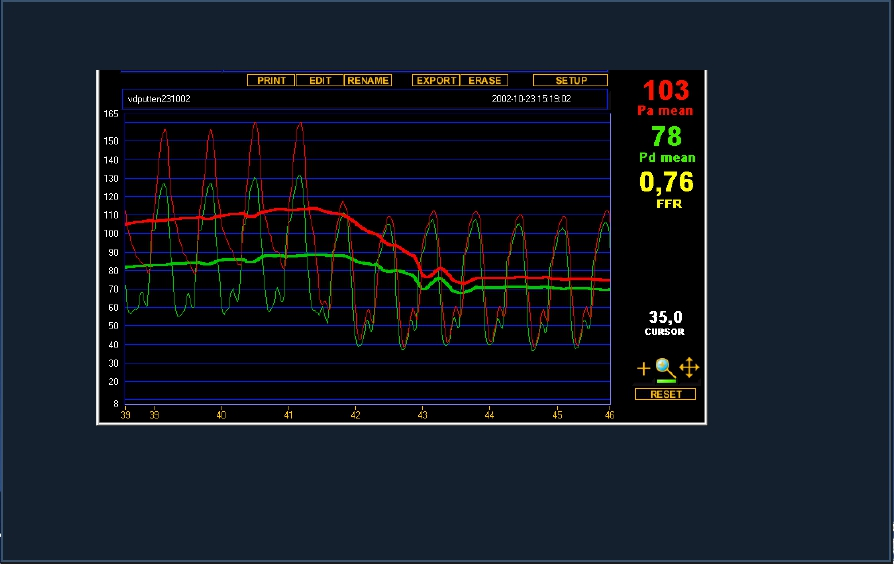 PRINT EDIT RENAME EXPORT ERASE SETUP
vdputten231002 2002-10-23 15:19:02
103
Pa mean
78
Pd mean
0,76
FFR
165
150
140
130
120
110
100
90
80
70
60
50
40
30
20
8
39 39 40 41 42 43 44 45 46
35,0
CURSOR
RESET